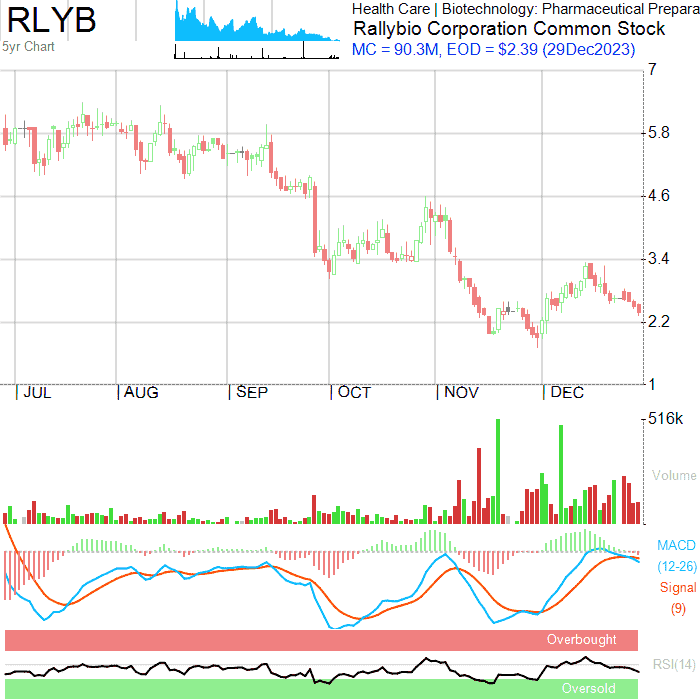 RLYB
5yr Chart
Health Care | Biotechnology: Pharmaceutical Prepara
Rallybio Corporation Common Stock
MC = 90.3M, EOD = $2.39 (29Dec2023)
7
5.8
4.6
3.4
2.2
1
JUL AUG SEP OCT NOV DEC
516k
Volume
MACD
(12-26)
Signal
(9)
Overbought
RSI(14)
Oversold